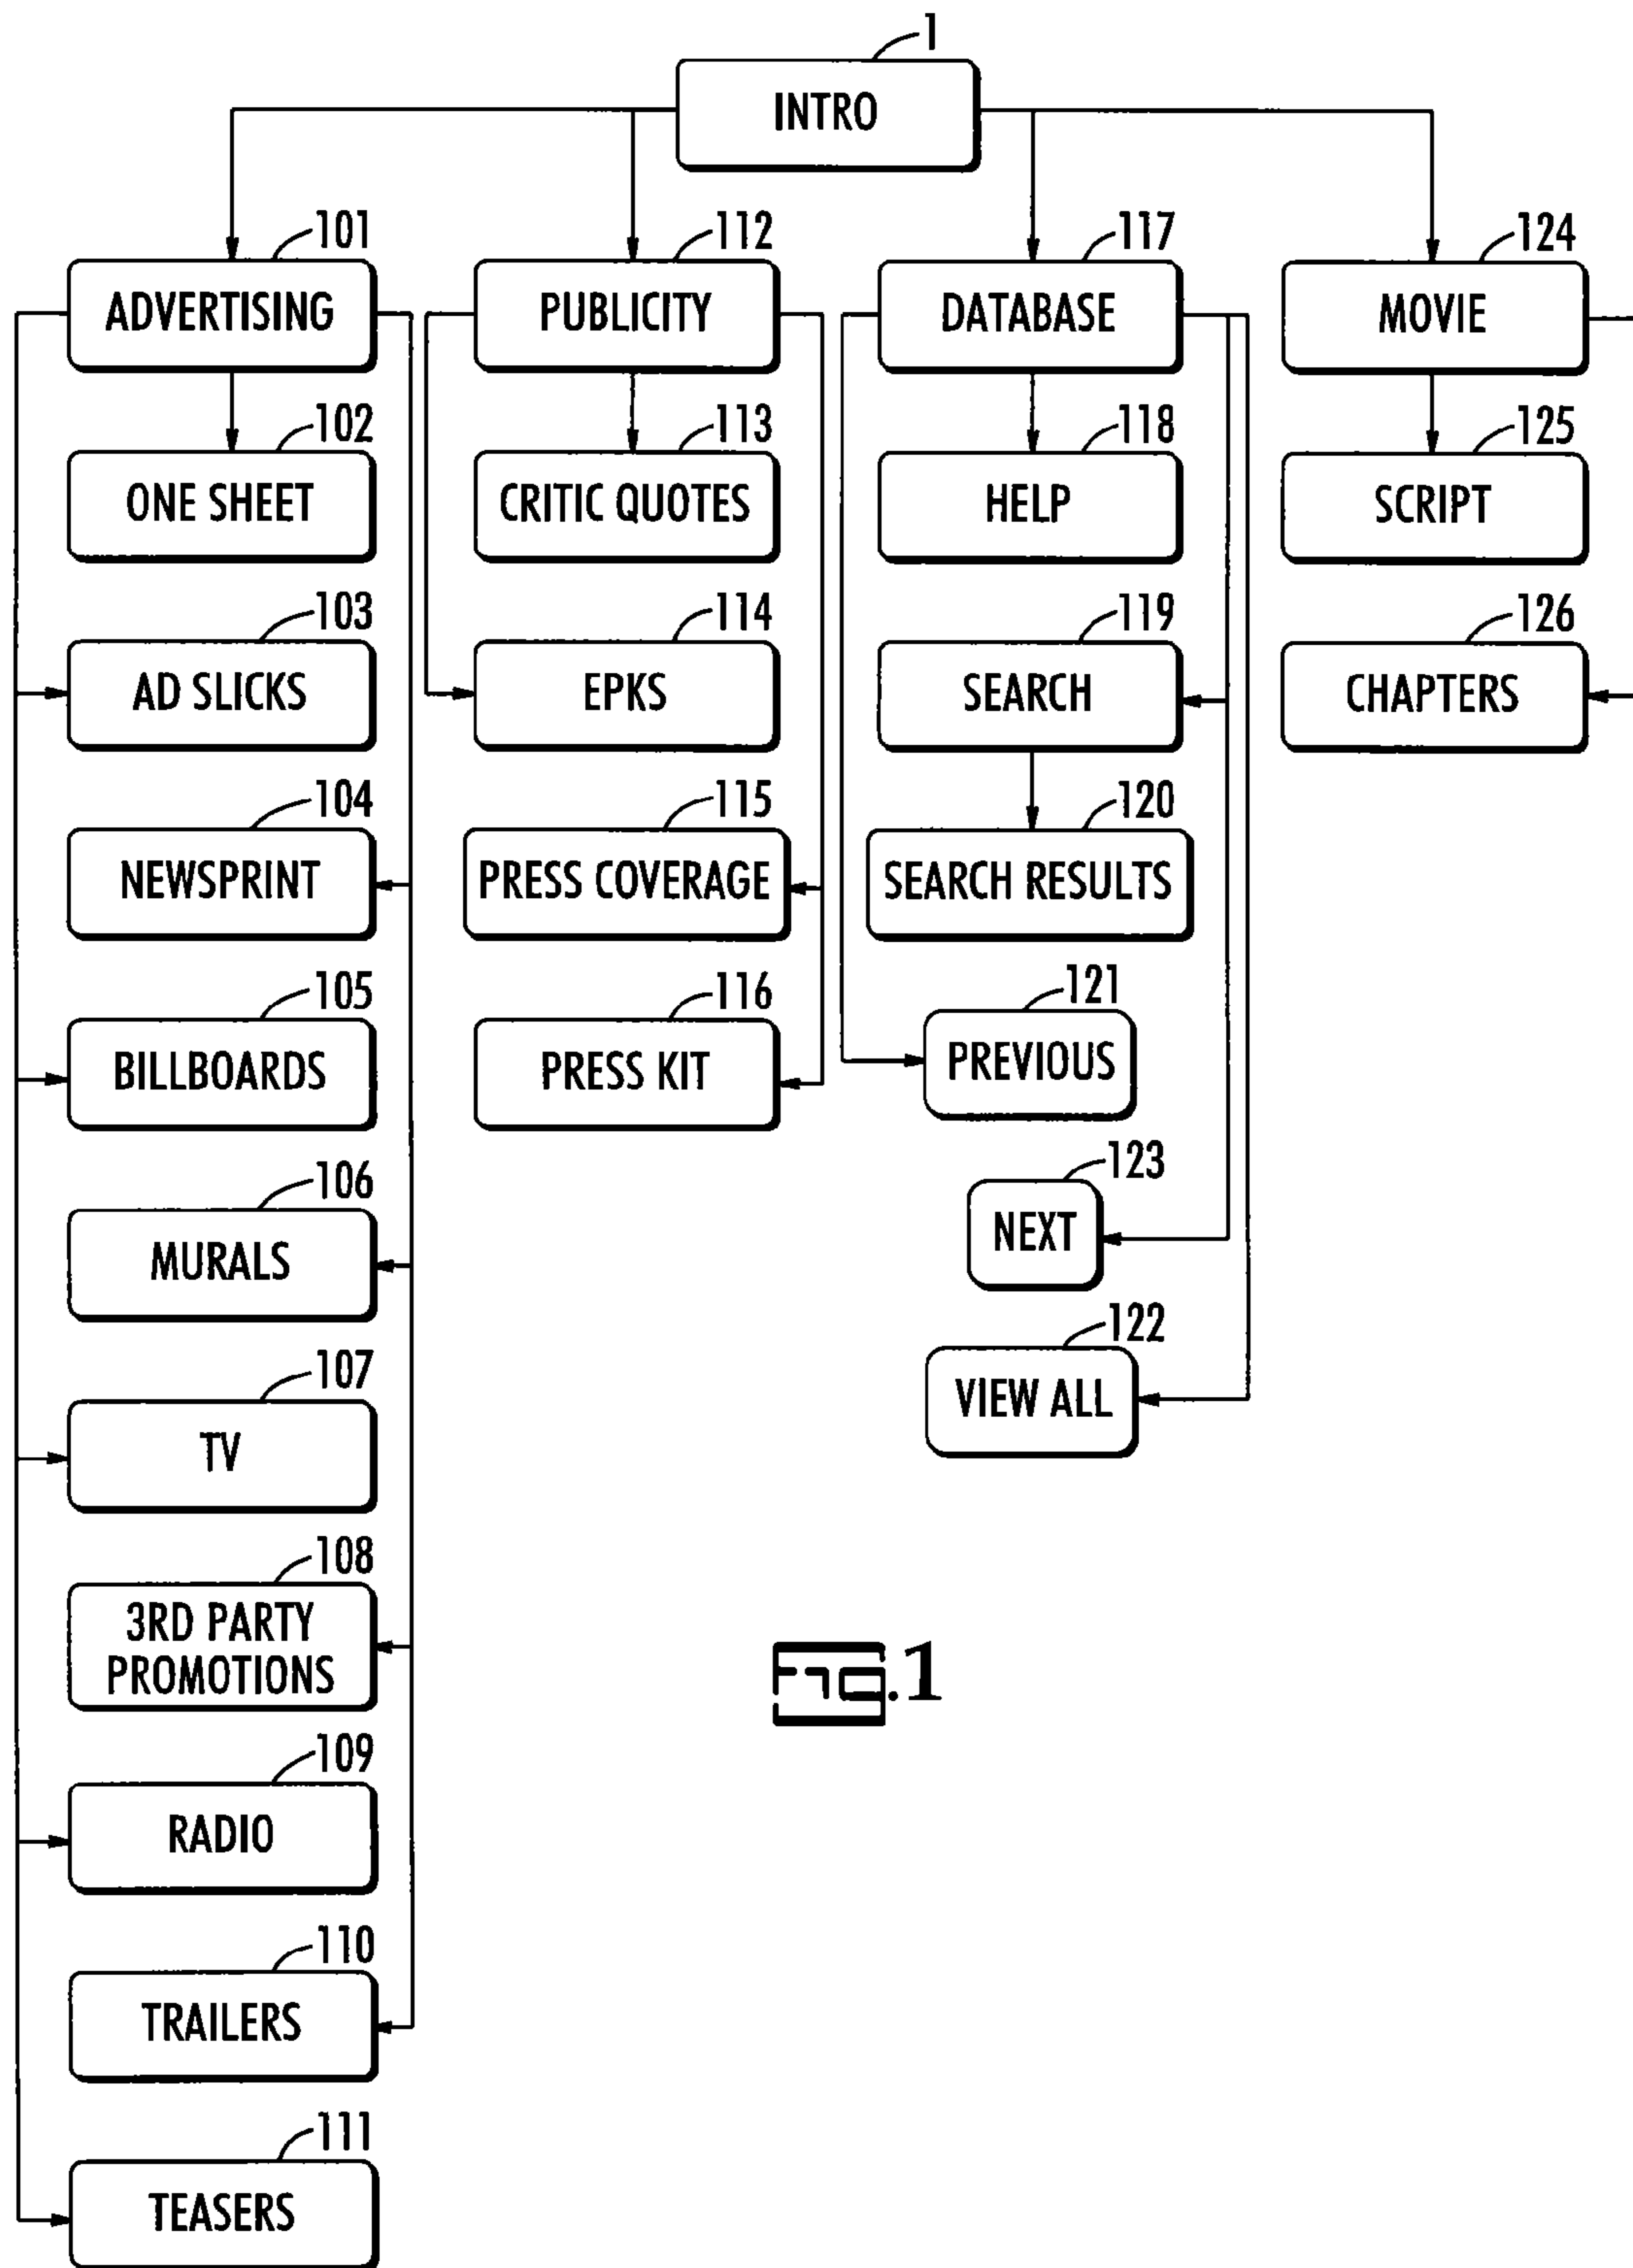 1
INTRO
101
ADVERTISING
102
ONE SHEET
103
AD SLICKS
104
NEWSPRINT
105
BILLBOARDS
106
MURALS
107
TV
108
3RD PARTY
PROMOTIONS
109
RADIO
110
TRAILERS
111
TEASERS
112
PUBLICITY
113
CRITIC QUOTES
114
EPKS
115
PRESS COVERAGE
116
PRESS KIT
117
DATABASE
118
HELP
119
SEARCH
120
SEARCH RESULTS
121
PREVIOUS
123
NEXT
122
VIEW ALL
124
MOVIE
125
SCRIPT
126
CHAPTERS
FIG.1